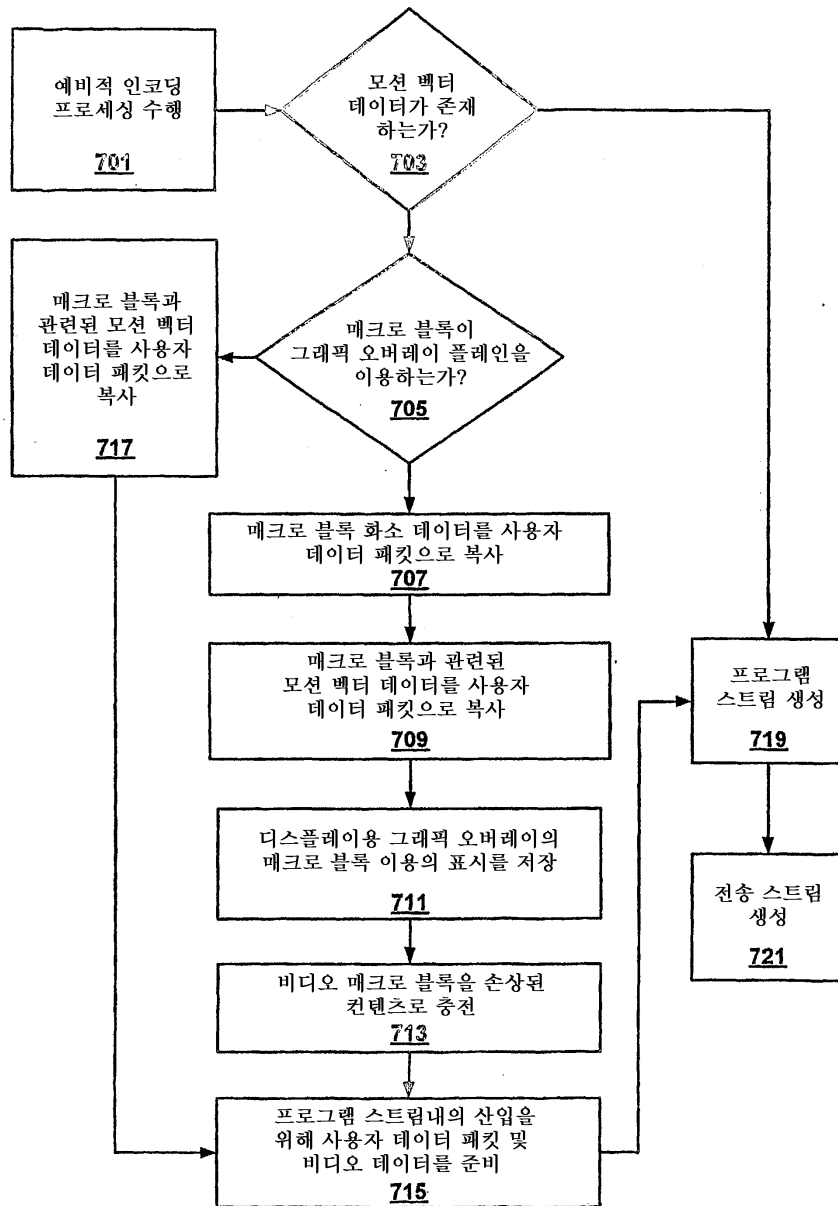 예비적 인코딩
프로세싱 수행
701
모션 벡터
데이터가 존재
하는가?
703
매크로 블록과
관련된 모션 벡터
데이터를 사용자
데이터 패킷으로
복사
717
매크로 블록이
그래픽 오버레이 플레인을
이용하는가?
705
매크로 블록 화소 데이터를 사용자
데이터 패킷으로 복사
707
매크로 블록과 관련된
모션 벡터 데이터를 사용자
데이터 패킷으로 복사
709
디스플레이용 그래픽 오버레이의
매크로 블록 이용의 표시를 저장
711
비디오 매크로 블록을 손상된
컨텐츠로 충전
713
프로그램 스트림내의 산입을
위해 사용자 데이터 패킷 및
비디오 데이터를 준비
715
프로그램
스트림 생성
719
전송 스트림
생성
721